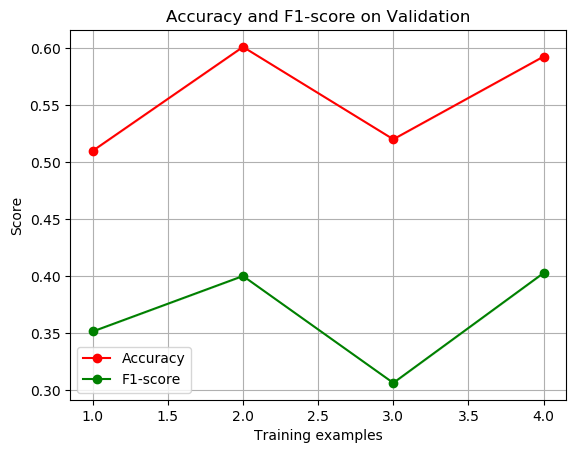 Accuracy and F1-score on Validation
0.60
0.55
0.50
0.45
0.40
0.35
0.30
Score
Accuracy
F1-score
1.0 1.5 2.0 2.5 3.0 3.5 4.0
Training examples